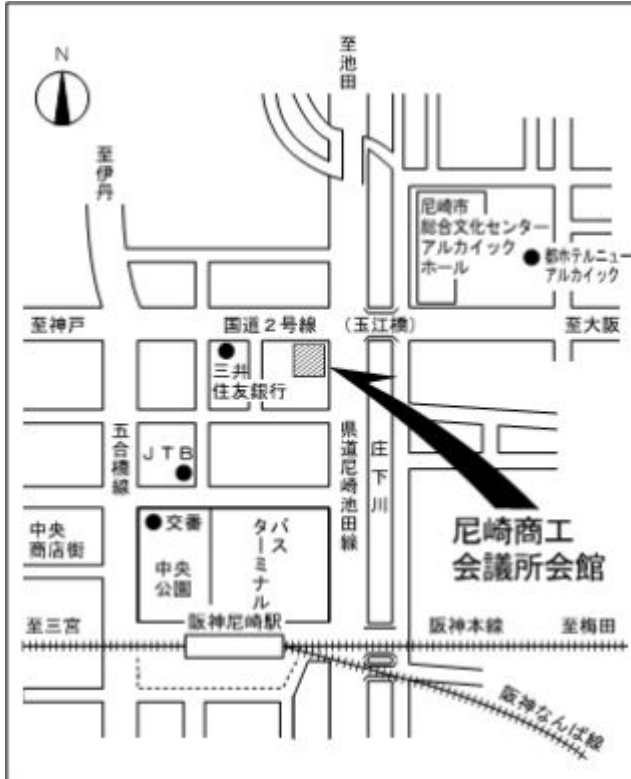 N
至池田
至伊丹
尼崎市
総合文化センター
アルカイック
ホール
都ホテルニュー
アルカイック
至神戸
国道2号線
(玉江橋)
至大阪
三井
住友銀行
五合橋線
JTB
県道尼崎池田線
庄下川
尼崎商工
会議所会館
中央
商店街
交番
中央
公園
バス
ターミナル
至三宮
阪神尼崎駅
阪神本線
至梅田
阪神なんば線